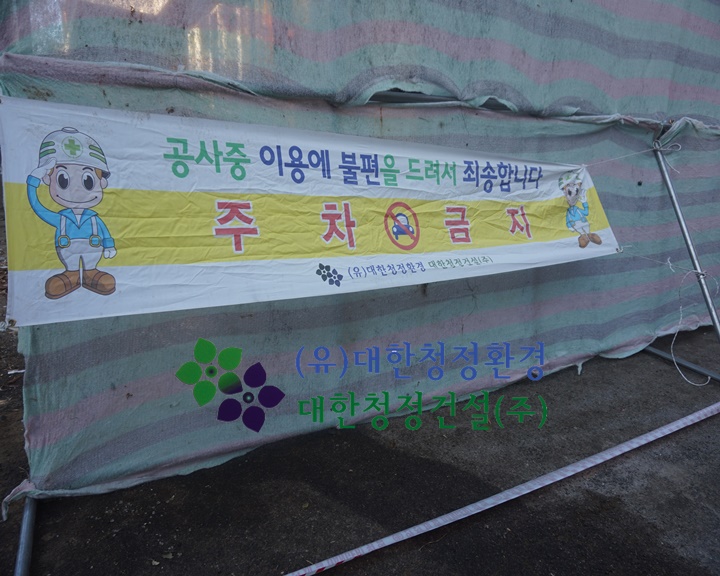 공사중 이용에 불편을 드려서 죄송합니다
주 차 금 지
(유)대한청정환경 대한청정건설(주)
(유)대한청정환경
대한청정건설(주)